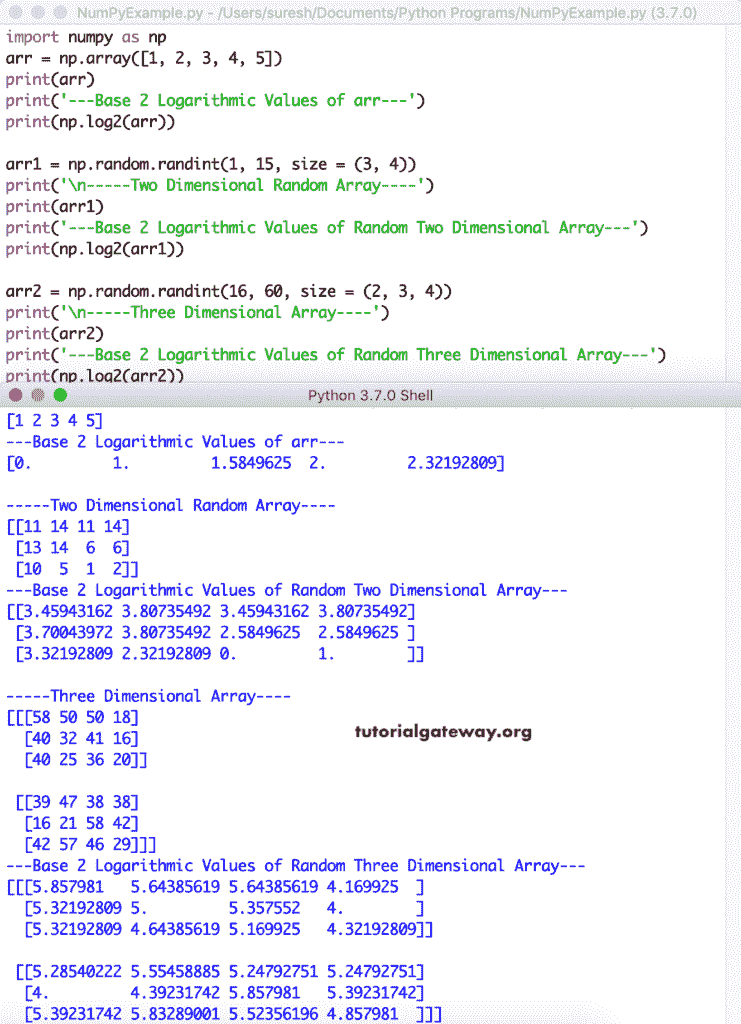 NumPyExample.py - /Users/suresh/Documents/Python Programs/NumPyExample.py (3.7.0)
import numpy as np
arr = np.array([1, 2, 3, 4, 5])
print(arr)
print('---Base 2 Logarithmic Values of arr---')
print(np.log2(arr))

arr1 = np.random.randint(1, 15, size = (3, 4))
print('\n-----Two Dimensional Random Array----')
print(arr1)
print('---Base 2 Logarithmic Values of Random Two Dimensional Array---')
print(np.log2(arr1))

arr2 = np.random.randint(16, 60, size = (2, 3, 4))
print('\n-----Three Dimensional Array----')
print(arr2)
print('---Base 2 Logarithmic Values of Random Three Dimensional Array---')
print(np.log2(arr2))
Python 3.7.0 Shell
[1 2 3 4 5]
---Base 2 Logarithmic Values of arr---
[0.         1.         1.5849625  2.         2.32192809]

-----Two Dimensional Random Array----
[[11 14 11 14]
 [13 14  6  6]
 [10  5  1  2]]
---Base 2 Logarithmic Values of Random Two Dimensional Array---
[[3.45943162 3.80735492 3.45943162 3.80735492]
 [3.70043972 3.80735492 2.5849625  2.5849625 ]
 [3.32192809 2.32192809 0.         1.        ]]

-----Three Dimensional Array----
[[[58 50 50 18]
  [40 32 41 16]
  [40 25 36 20]]
tutorialgateway.org

 [[39 47 38 38]
  [16 21 58 42]
  [42 57 46 29]]]
---Base 2 Logarithmic Values of Random Three Dimensional Array---
[[[5.857981   5.64385619 5.64385619 4.169925  ]
  [5.32192809 5.         5.357552   4.        ]
  [5.32192809 4.64385619 5.169925   4.32192809]]

 [[5.28540222 5.55458885 5.24792751 5.24792751]
  [4.         4.39231742 5.857981   5.39231742]
  [5.39231742 5.83289001 5.52356196 4.857981  ]]]